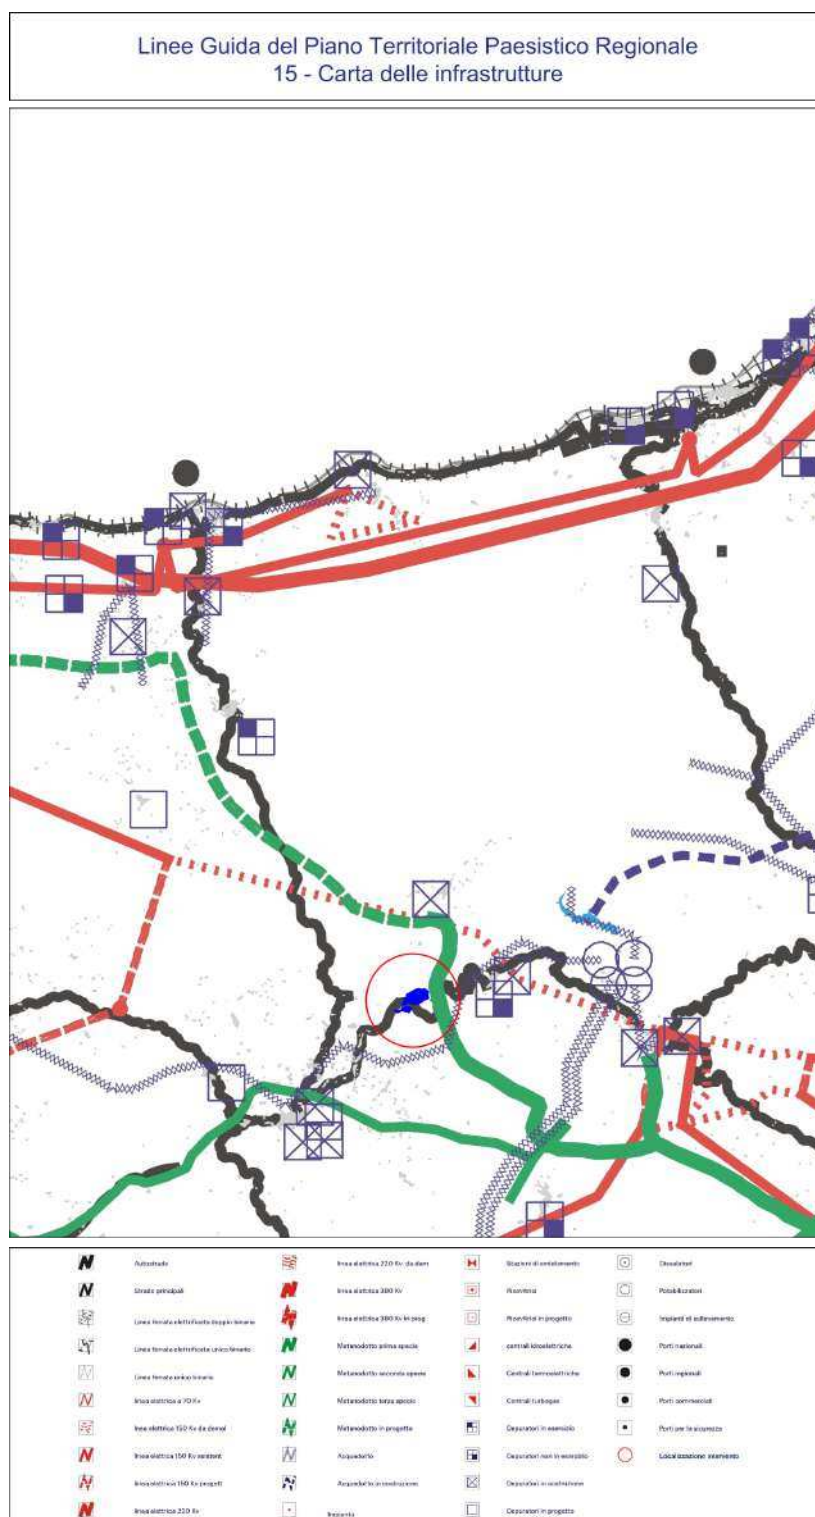 Linee Guida del Piano Territoriale Paesistico Regionale
15 - Carta delle infrastrutture
Autostrade
Strade principali
Linea ferrata elettrificata doppio binario
Linea ferrata elettrificata unico binario
Linea ferrata unico binario
linea elettrica a 70 Kv
linea elettrica 150 Kv da demol
linea elettrica 150 Kv esistent
linea elettrica 150 Kv progett
linea elettrica 220 Kv
linea elettrica 220 Kv da dem
linea elettrica 380 Kv
linea elettrica 380 Kv in prog
Metanodotto prima specie
Metanodotto seconda specie
Metanodotto terza specie
Metanodotto in progetto
Acquedotto
Acquedotto in costruzione
Impianto
Stazioni di smistamento
Ricevitrici
Ricevitrici in progetto
centrali idroelettriche
Centrali termoelettriche
Centrali turbogas
Depuratori in esercizio
Depuratori non in esercizio
Depuratori in costruzione
Depuratori in progetto
Dissalatori
Potabilizzatori
Impianti di sollevamento
Porti nazionali
Porti regionali
Porti commerciali
Porti per la sicurezza
Localizzazione intervento